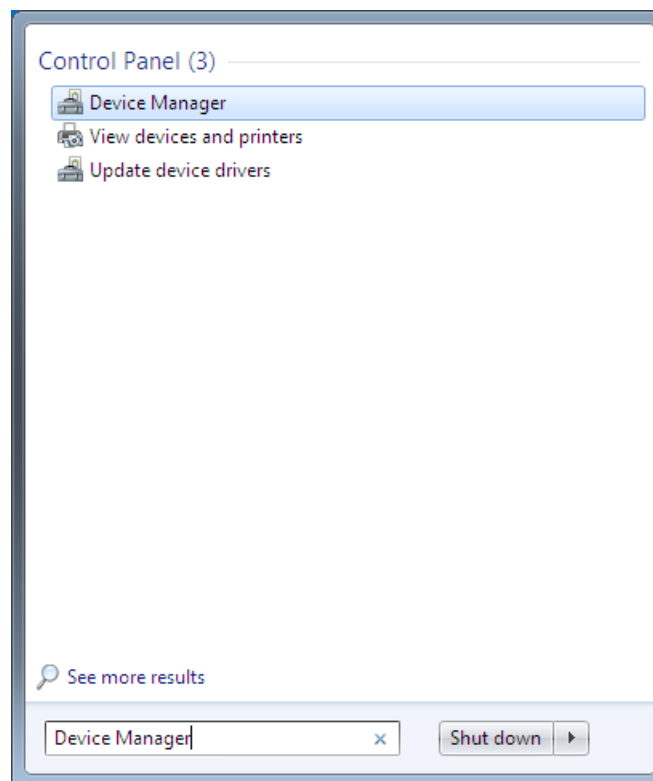 Control Panel (3)
Device Manager
View devices and printers
Update device drivers
See more results
Device Manager
Shut down